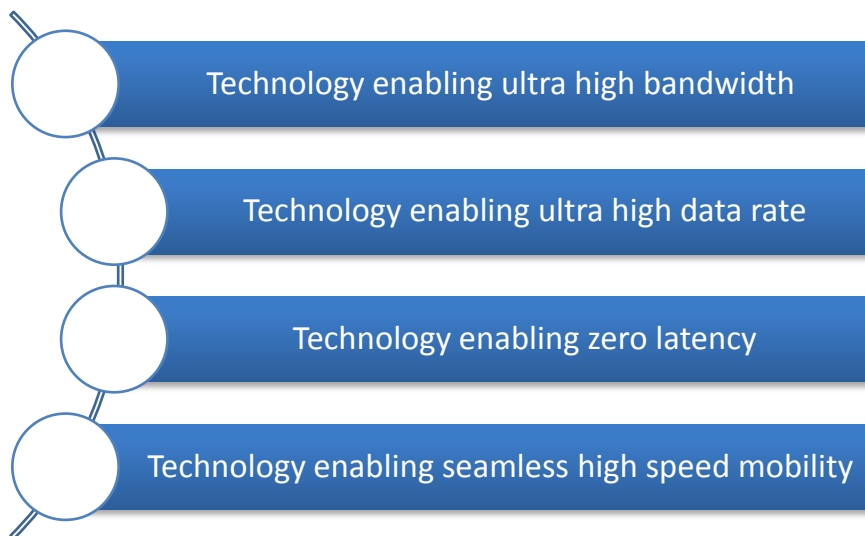 Technology enabling ultra high bandwidth
Technology enabling ultra high data rate
Technology enabling zero latency
Technology enabling seamless high speed mobility